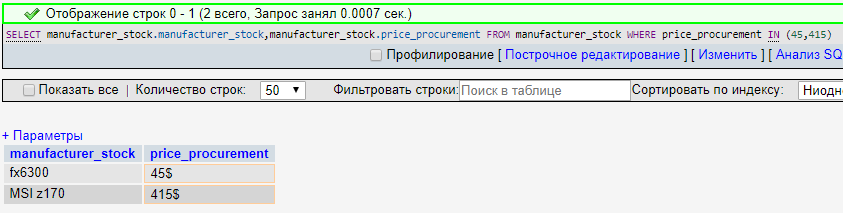 Отображение строк 0 - 1 (2 всего, Запрос занял 0.0007 сек.)
SELECT manufacturer_stock.manufacturer_stock,manufacturer_stock.price_procurement FROM manufacturer_stock WHERE price_procurement IN (45,415)
Профилирование [ Построчное редактирование ] [ Изменить ] [ Анализ SQ
Показать все | Количество строк: 50 Фильтровать строки: Поиск в таблице Сортировать по индексу: Ниодн
+ Параметры
manufacturer_stock price_procurement
fx6300 45$
MSI z170 415$